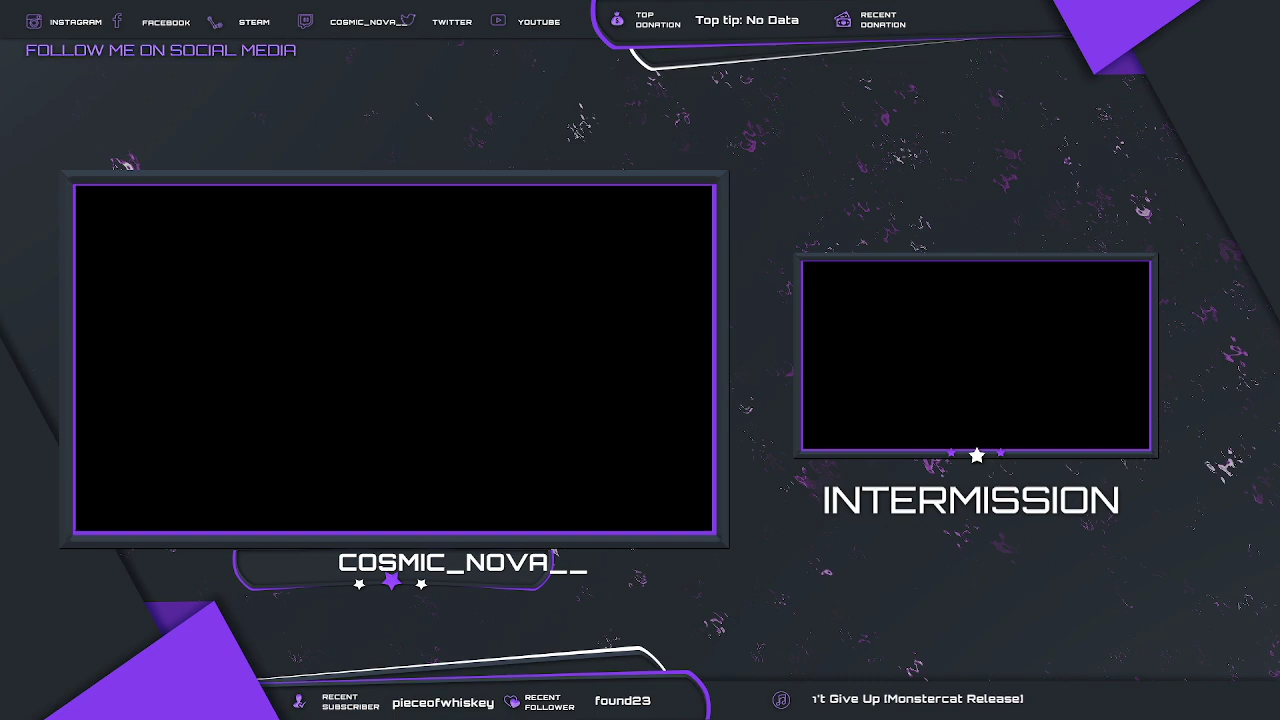 INSTAGRAM FACEBOOK STEAM COSMIC_NOVA__ TWITTER YOUTUBE
FOLLOW ME ON SOCIAL MEDIA
TOP
DONATION
Top tip: No Data
RECENT
DONATION
INTERMISSION
COSMIC_NOVA__
RECENT
SUBSCRIBER
pieceofwhiskey
RECENT
FOLLOWER
found23
't Give Up [Monstercat Release]